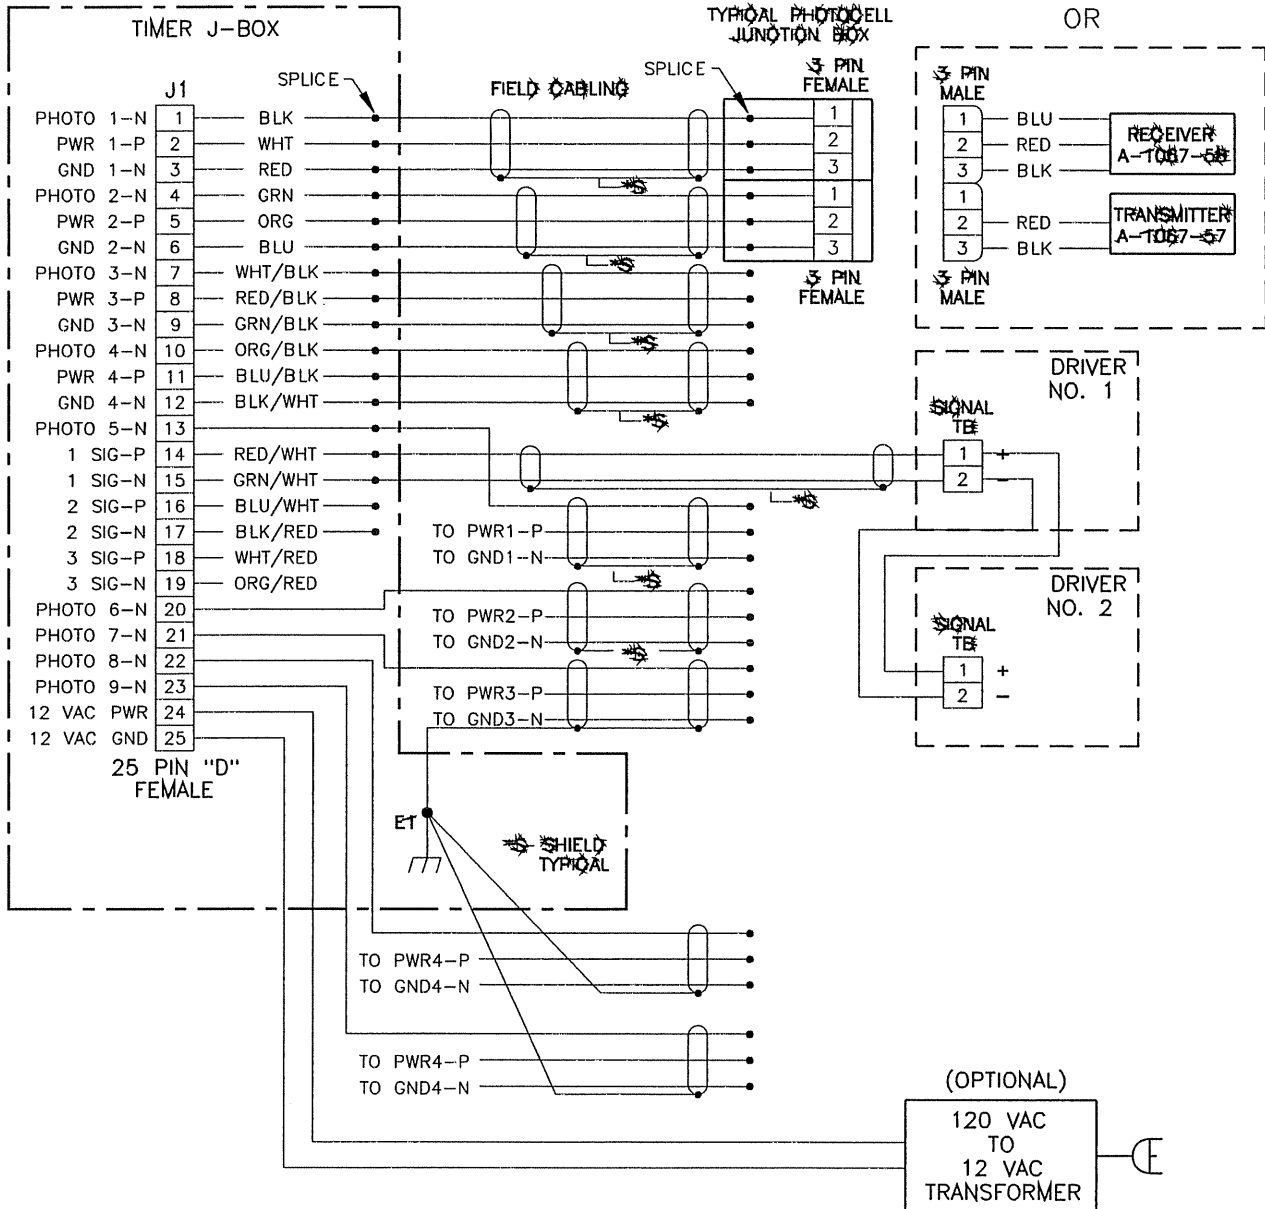 TIMER J-BOX
TYPICAL PHOTOCELL
JUNCTION BOX
OR
SPLICE
FIELD CABLING
SPLICE
3 PIN
FEMALE
3 PIN
MALE
J1
PHOTO 1-N 1 BLK
PWR 1-P 2 WHT
GND 1-N 3 RED
PHOTO 2-N 4 GRN
PWR 2-P 5 ORG
GND 2-N 6 BLU
PHOTO 3-N 7 WHT/BLK
PWR 3-P 8 RED/BLK
GND 3-N 9 GRN/BLK
PHOTO 4-N 10 ORG/BLK
PWR 4-P 11 BLU/BLK
GND 4-N 12 BLK/WHT
PHOTO 5-N 13
1 SIG-P 14 RED/WHT
1 SIG-N 15 GRN/WHT
2 SIG-P 16 BLU/WHT
2 SIG-N 17 BLK/RED
3 SIG-P 18 WHT/RED
3 SIG-N 19 ORG/RED
PHOTO 6-N 20
PHOTO 7-N 21
PHOTO 8-N 22
PHOTO 9-N 23
12 VAC PWR 24
12 VAC GND 25
25 PIN "D"
FEMALE
*S
*S
*S
*S
*S
*S
*S
1
2
3
1
2
3
3 PIN
FEMALE
1 BLU
2 RED
3 BLK
1
2 RED
3 BLK
RECEIVER
TRANSMITTER
A-1067-57
3 PIN
MALE
DRIVER
NO. 1
SIGNAL
TB
1 +
2 -
DRIVER
NO. 2
SIGNAL
TB
1 +
2 -
TO PWR1-P
TO GND1-N
TO PWR2-P
TO GND2-N
TO PWR3-P
TO GND3-N
E1
*S- SHIELD
TYPICAL
TO PWR4-P
TO GND4-N
TO PWR4-P
TO GND4-N
(OPTIONAL)
120 VAC
TO
12 VAC
TRANSFORMER